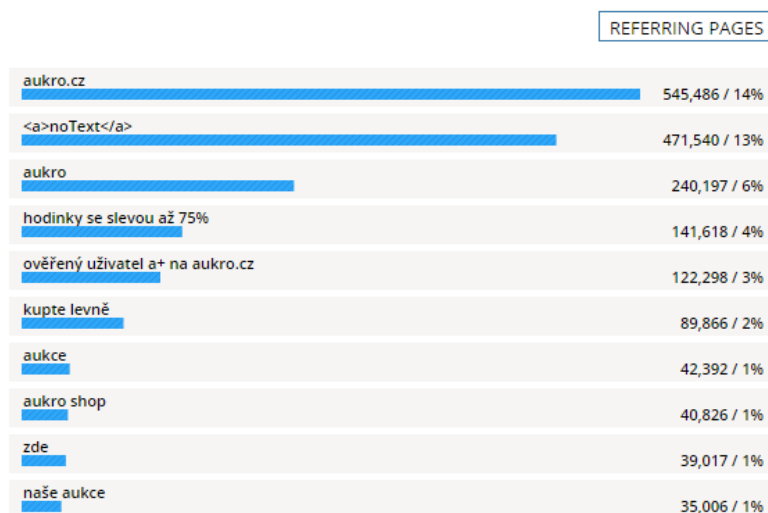 REFERRING PAGES
aukro.cz
545,486 / 14%
<a>noText</a>
471,540 / 13%
aukro
240,197 / 6%
hodinky se slevou až 75%
141,618 / 4%
ověřený uživatel a+ na aukro.cz
122,298 / 3%
kupte levně
89,866 / 2%
aukce
42,392 / 1%
aukro shop
40,826 / 1%
zde
39,017 / 1%
naše aukce
35,006 / 1%